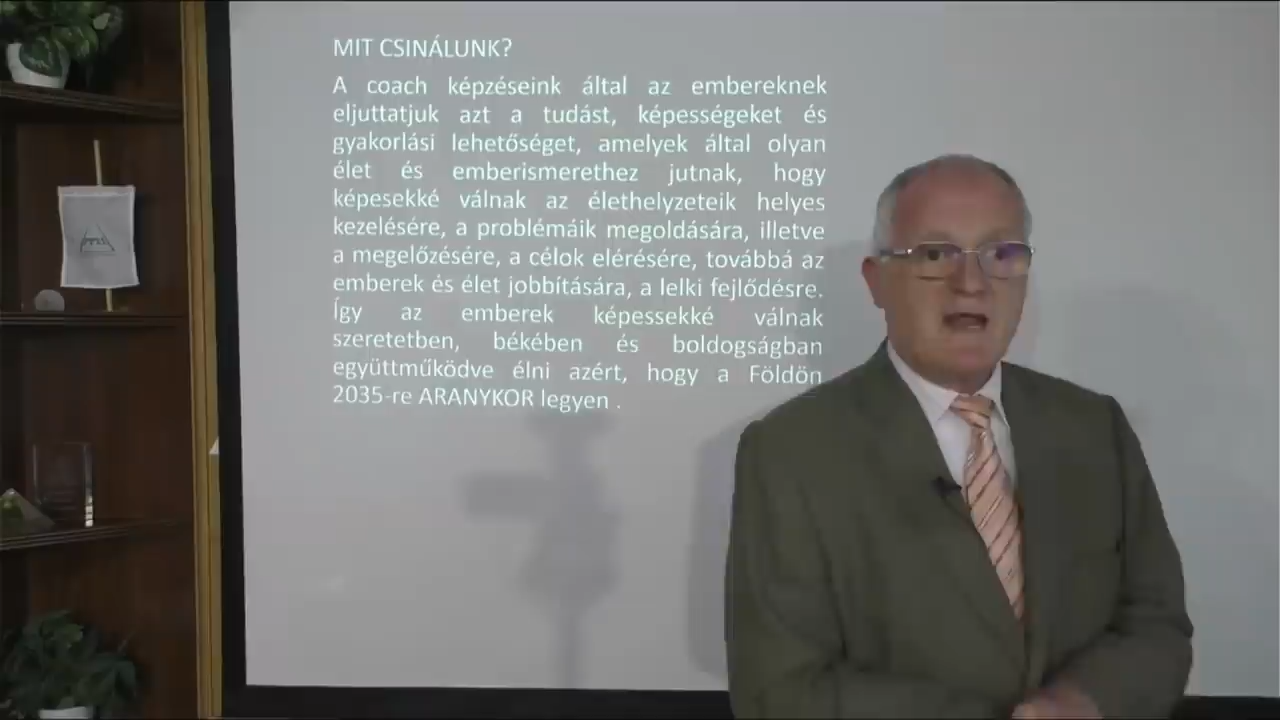 MIT CSINÁLUNK?
A coach képzéseink által az embereknek
eljuttatjuk azt a tudást, képességeket és
gyakorlási lehetőséget, amelyek által olyan
élet és emberismerethez jutnak, hogy
képesekké válnak az élethelyzeteik helyes
kezelésére, a problémáik megoldására, illetve
a megelőzésére, a célok elérésére, továbbá az
emberek és élet jobbítására, a lelki fejlődésre.
Így az emberek képessekké válnak
szeretetben, békében és boldogságban
együttműködve élni azért, hogy a Földön
2035-re ARANYKOR legyen .